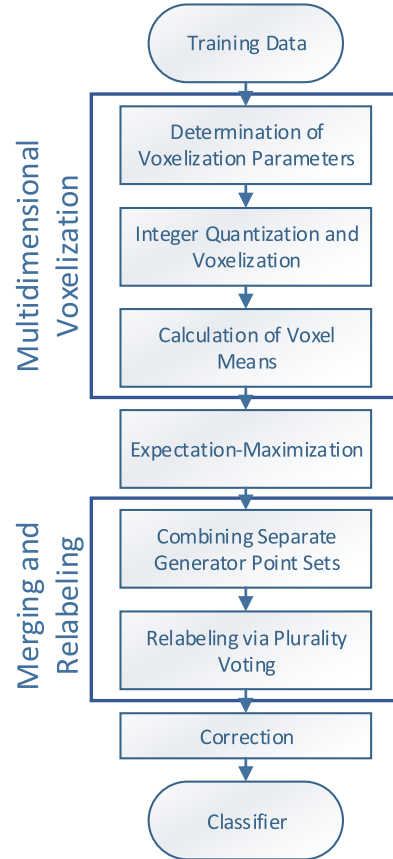 Training Data
Multidimensional
Voxelization
Determination of
Voxelization Parameters
Integer Quantization and
Voxelization
Calculation of Voxel
Means
Expectation-Maximization
Merging and
Relabeling
Combining Separate
Generator Point Sets
Relabeling via Plurality
Voting
Correction
Classifier